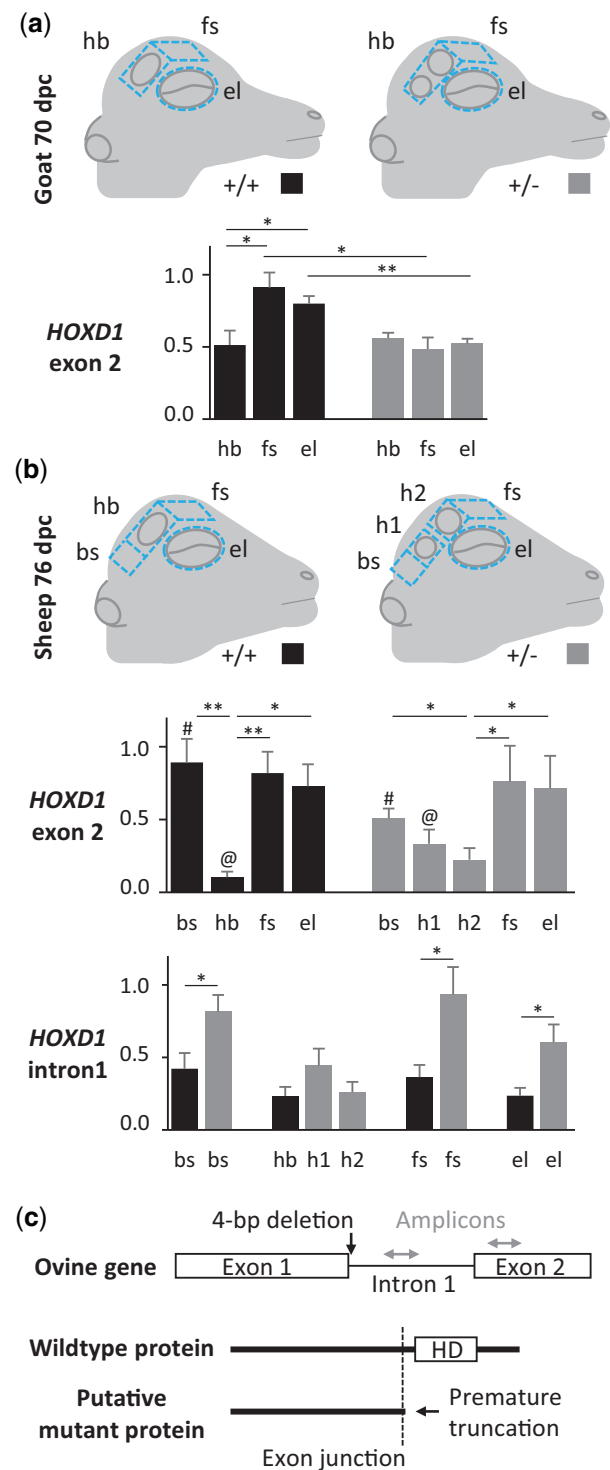 (a)
hb fs el
hb fs el
Goat 70 dpc
+/+ +/-
* * * **
HOXD1 exon 2
1.0
0.5
0.0
hb fs el hb fs el
(b)
hb fs bs el
h2 fs h1 bs el
Sheep 76 dpc
+/+ +/-
** * * *
# ** *
HOXD1 exon 2
1.0
0.5
0.0
@ # @
bs hb fs el bs h1 h2 fs el
* * *
HOXD1 intron1
1.0
0.5
0.0
bs bs hb h1 h2 fs fs el el
(c)
4-bp deletion Amplicons
Ovine gene Exon 1 Intron 1 Exon 2
Wildtype protein HD
Putative mutant protein
Premature truncation
Exon junction